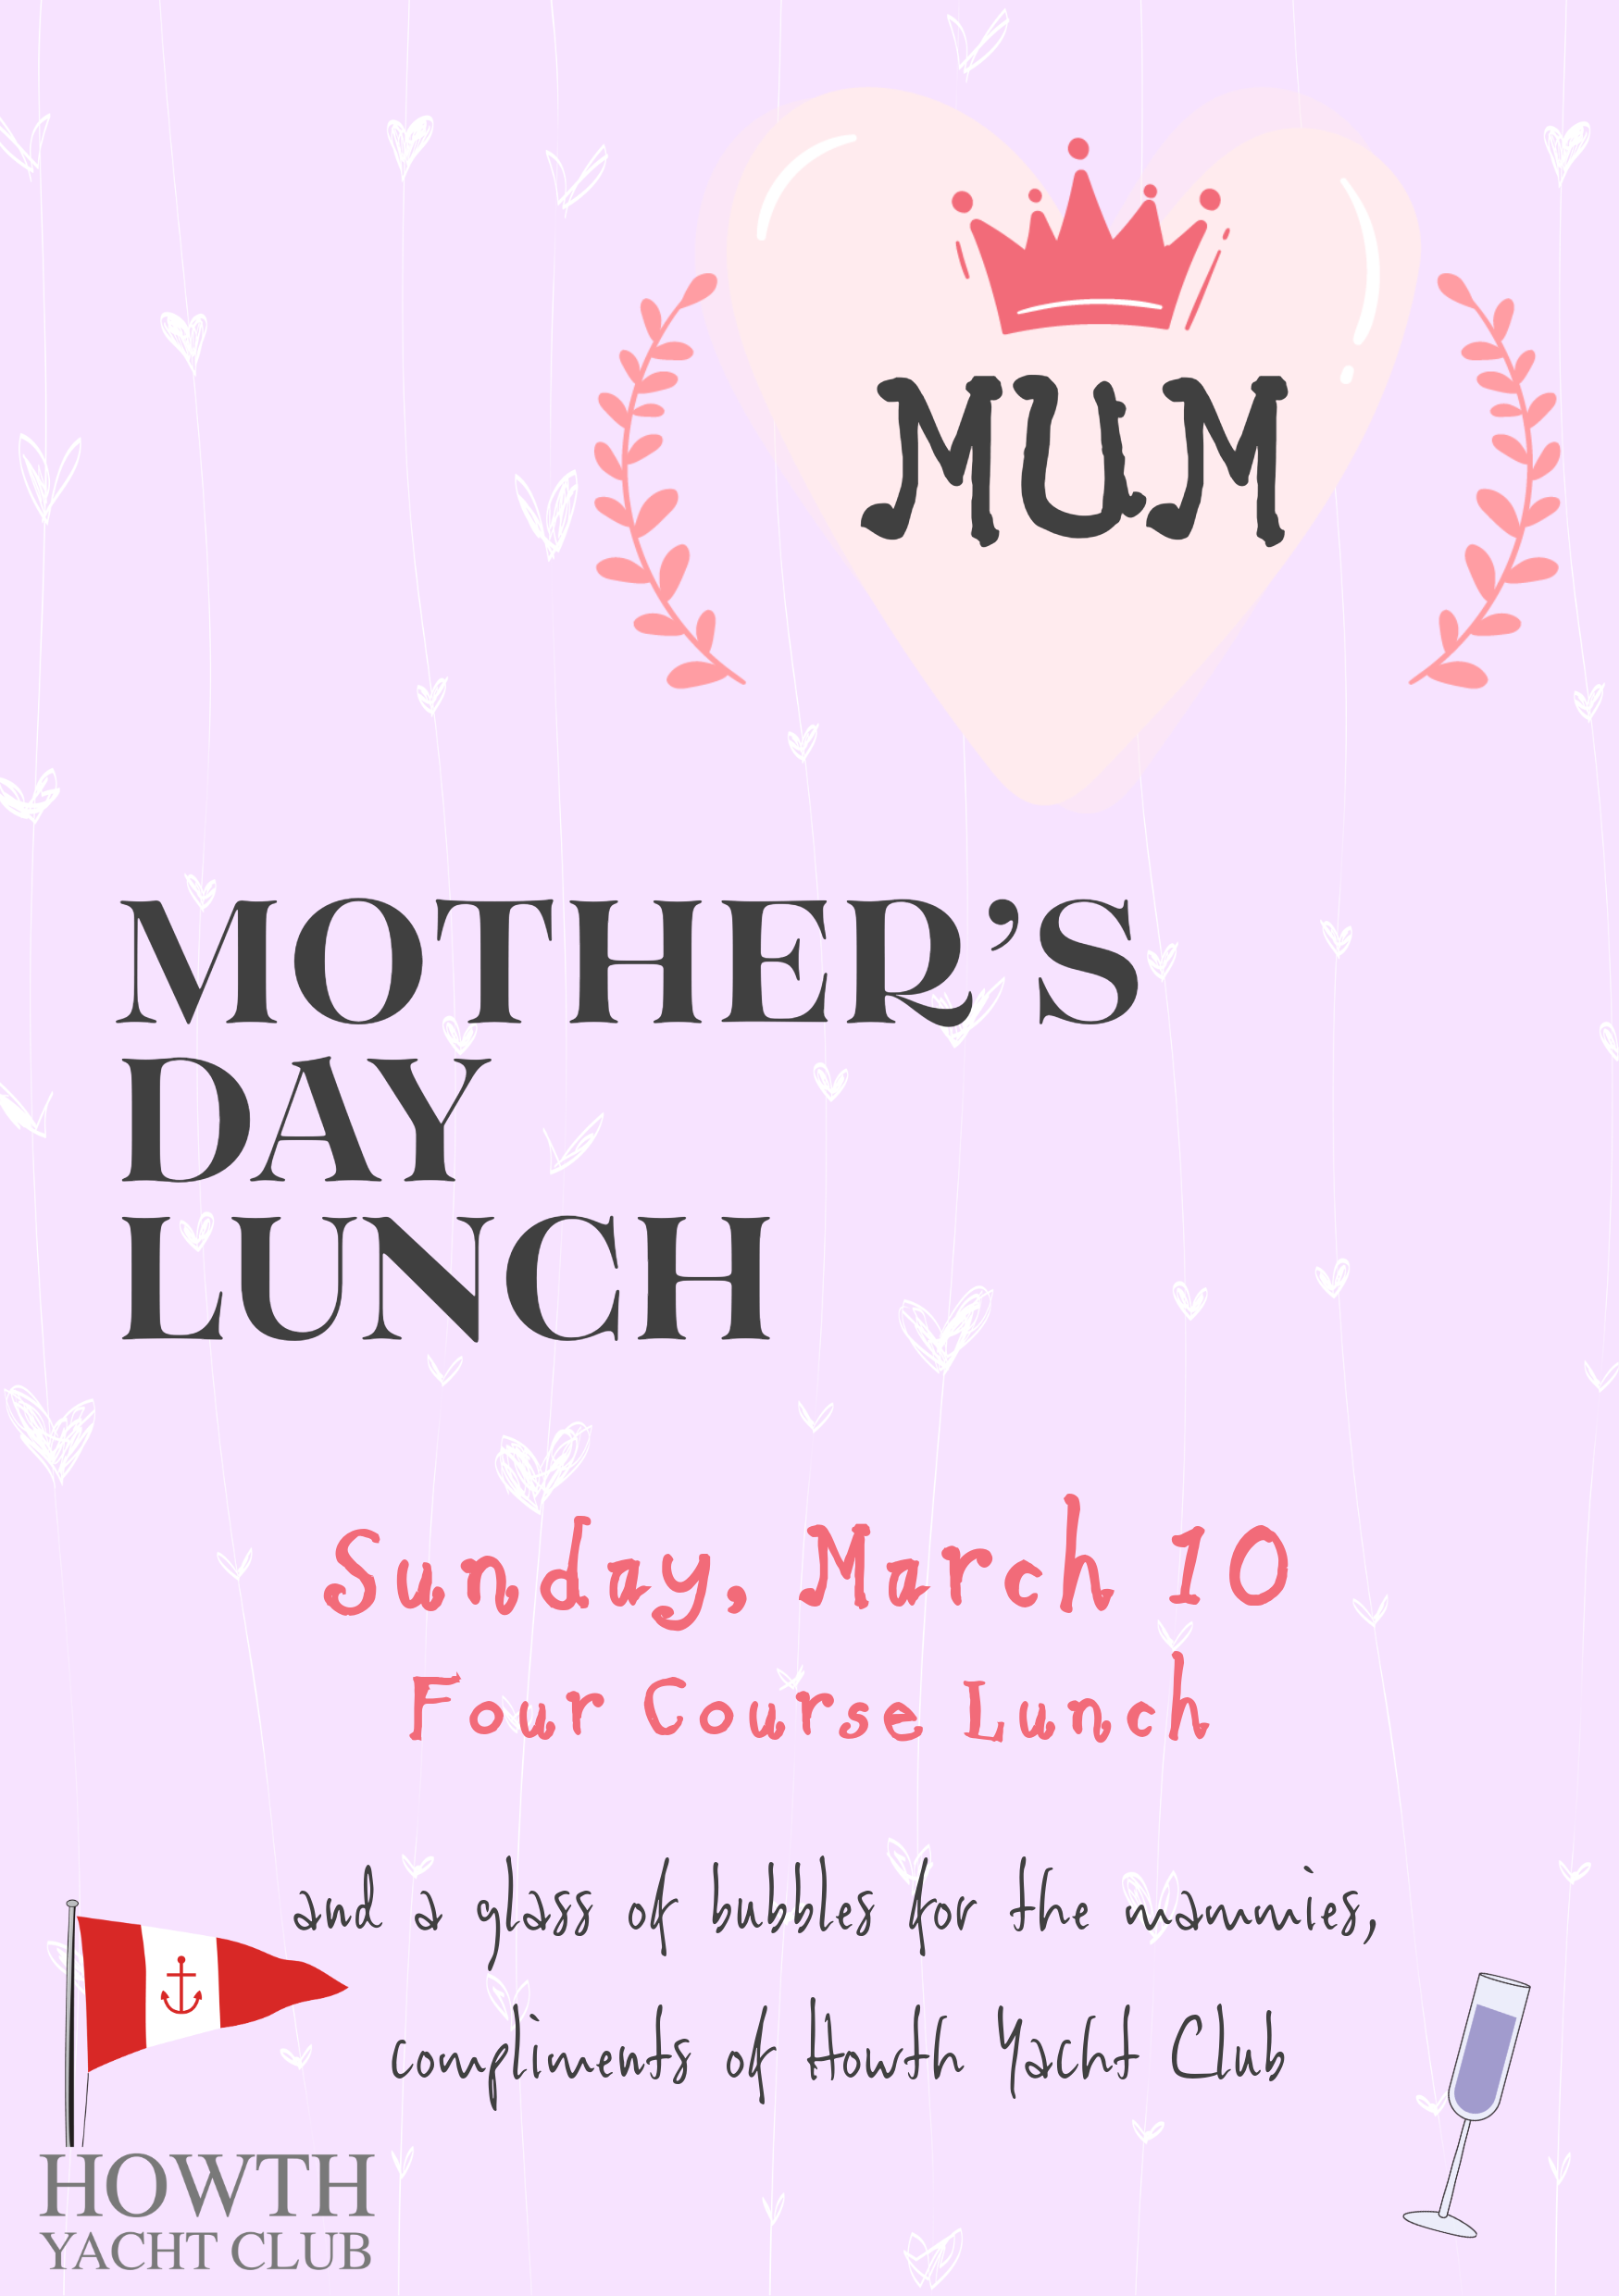 MUM
MOTHER'S
DAY
LUNCH
Sunday, March 10
Four Course Lunch
and a glass of bubbles for the mammies,
compliments of Howth Yacht Club
HOWTH
YACHT CLUB